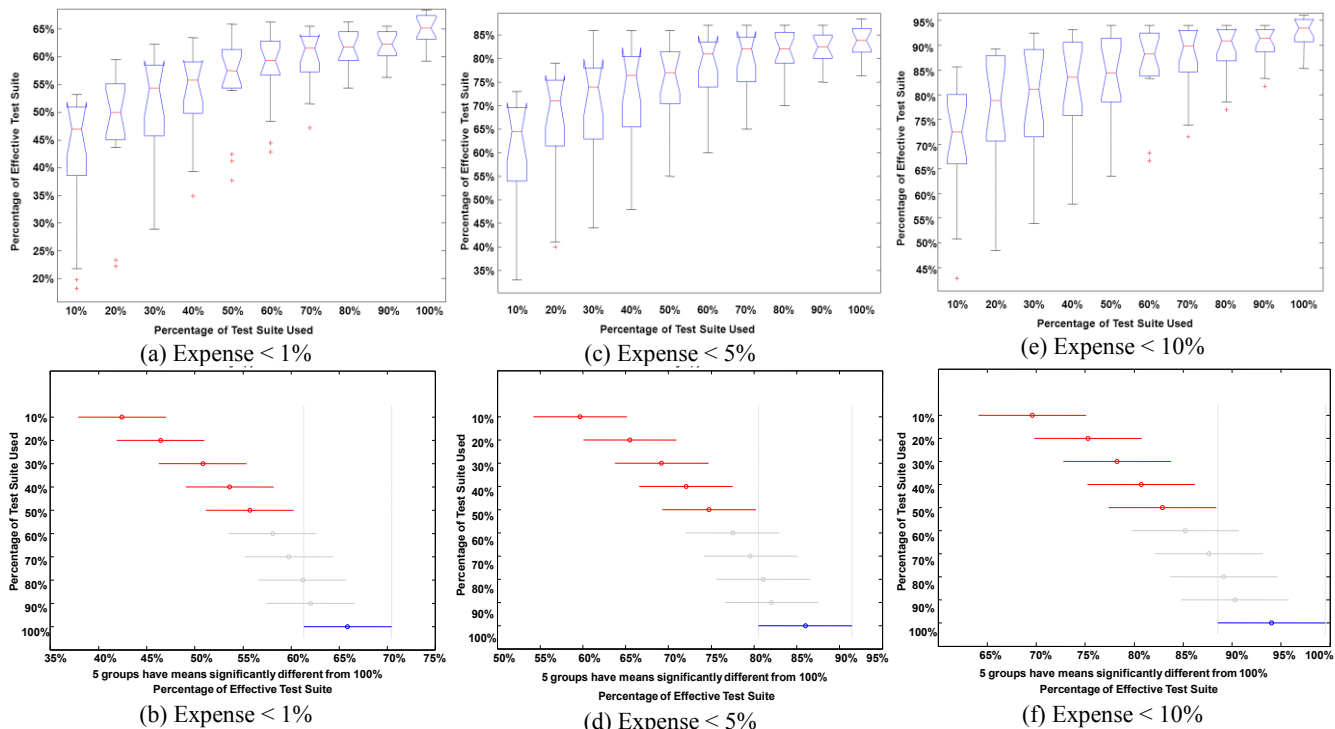 Percentage of Effective Test Suite
65%
60%
55%
50%
45%
40%
35%
30%
25%
20%
10% 20% 30% 40% 50% 60% 70% 80% 90% 100%
Percentage of Test Suite Used
(a) Expense < 1%
Percentage of Effective Test Suite
85%
80%
75%
70%
65%
60%
55%
50%
45%
40%
35%
10% 20% 30% 40% 50% 60% 70% 80% 90% 100%
Percentage of Test Suite Used
(c) Expense < 5%
Percentage of Effective Test Suite
95%
90%
85%
80%
75%
70%
65%
60%
55%
50%
45%
10% 20% 30% 40% 50% 60% 70% 80% 90% 100%
Percentage of Test Suite Used
(e) Expense < 10%
Percentage of Test Suite Used
10%
20%
30%
40%
50%
60%
70%
80%
90%
100%
35% 40% 45% 50% 55% 60% 65% 70% 75%
5 groups have means significantly different from 100%
Percentage of Effective Test Suite
(b) Expense < 1%
Percentage of Test Suite Used
10%
20%
30%
40%
50%
60%
70%
80%
90%
100%
50% 55% 60% 65% 70% 75% 80% 85% 90% 95%
5 groups have means significantly different from 100%
Percentage of Effective Test Suite
(d) Expense < 5%
Percentage of Test Suite Used
10%
20%
30%
40%
50%
60%
70%
80%
90%
100%
65% 70% 75% 80% 85% 90% 95% 100%
5 groups have means significantly different from 100%
Percentage of Effective Test Suite
(f) Expense < 10%